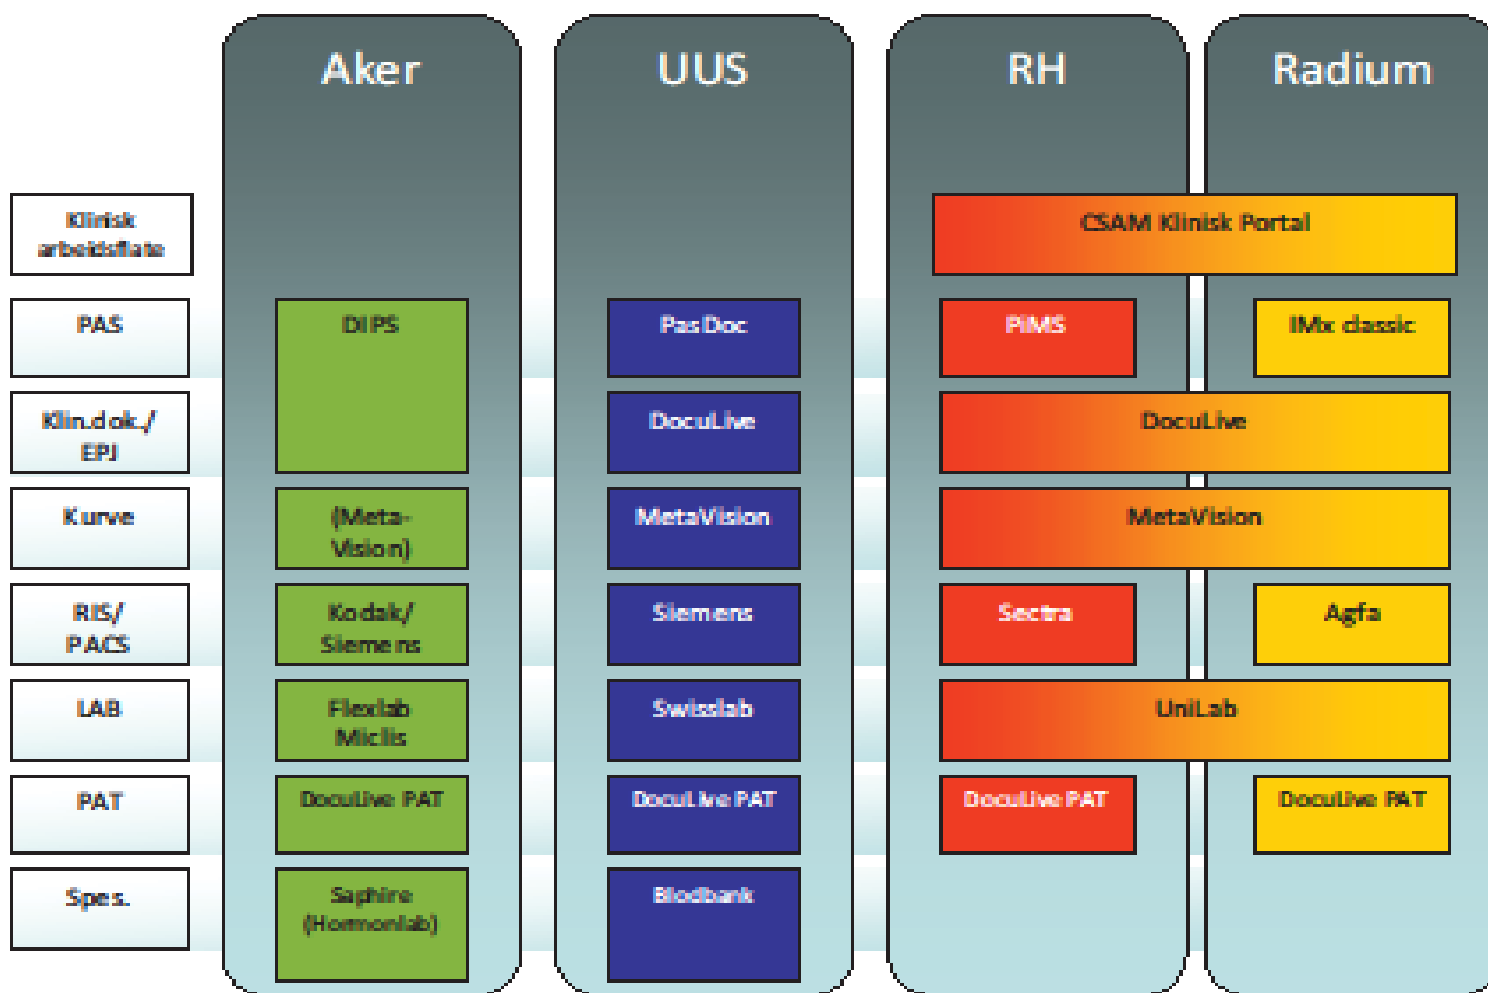 Aker UUS RH Radium
Klinisk
arbeidsflate
CSAM Klinisk Portal
PAS DIPS PasDoc PiMS IMx classic
Klin.dok./
EPJ
DocuLive DocuLive
Kurve (Meta-
Vision)
MetaVision MetaVision
RIS/
PACS
Kodak/
Siemens
Siemens Sectra Agfa
LAB Flexlab
Miclis
Swisslab UniLab
PAT DocuLive PAT DocuLive PAT DocuLive PAT DocuLive PAT
Spes. Saphire
(Hormonlab)
Blodbank